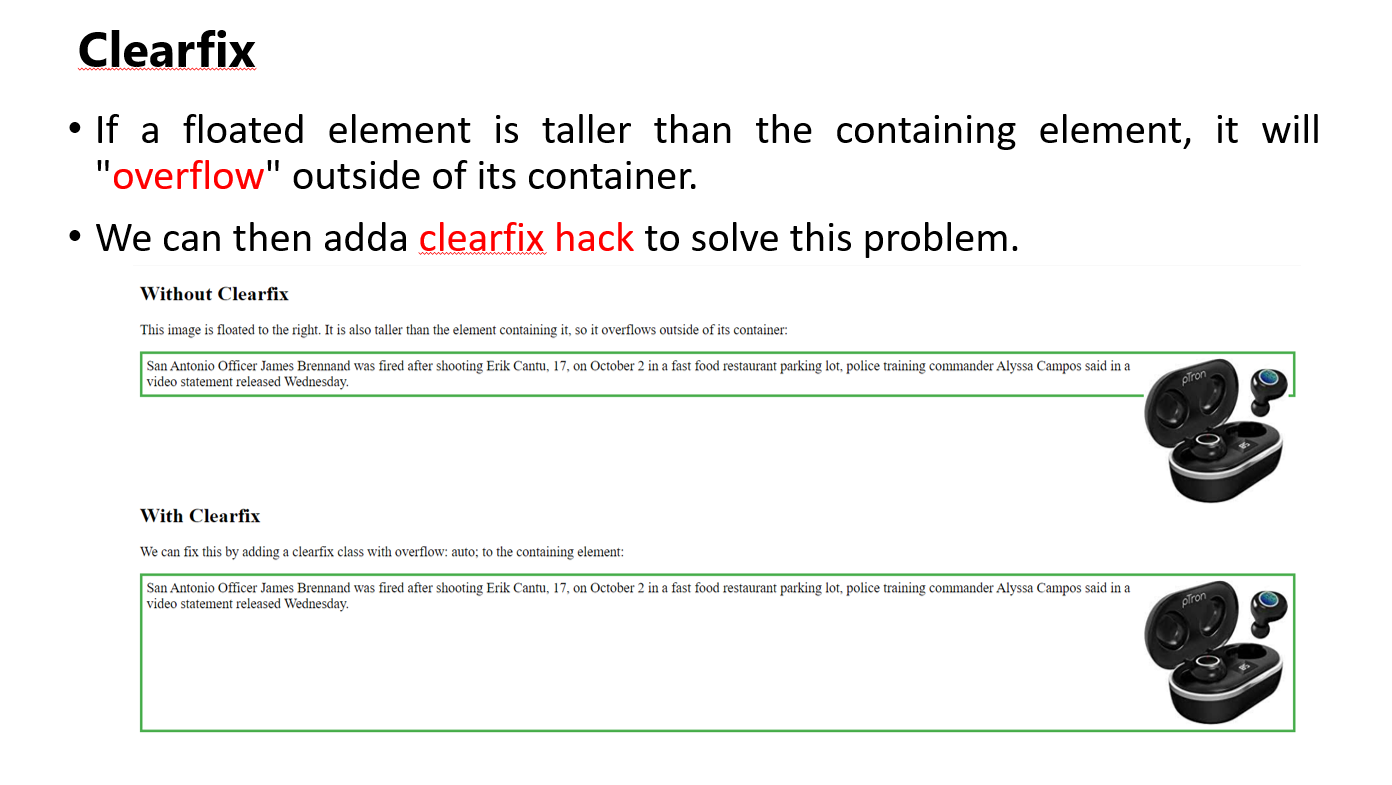 Clearfix
• If a floated element is taller than the containing element, it will
"overflow" outside of its container.
• We can then adda clearfix hack to solve this problem.
Without Clearfix
This image is floated to the right. It is also taller than the element containing it, so it overflows outside of its container:
San Antonio Officer James Brennand was fired after shooting Erik Cantu, 17, on October 2 in a fast food restaurant parking lot, police training commander Alyssa Campos said in a
video statement released Wednesday.
pTron
With Clearfix
We can fix this by adding a clearfix class with overflow: auto; to the containing element:
San Antonio Officer James Brennand was fired after shooting Erik Cantu, 17, on October 2 in a fast food restaurant parking lot, police training commander Alyssa Campos said in a
video statement released Wednesday.
pTron